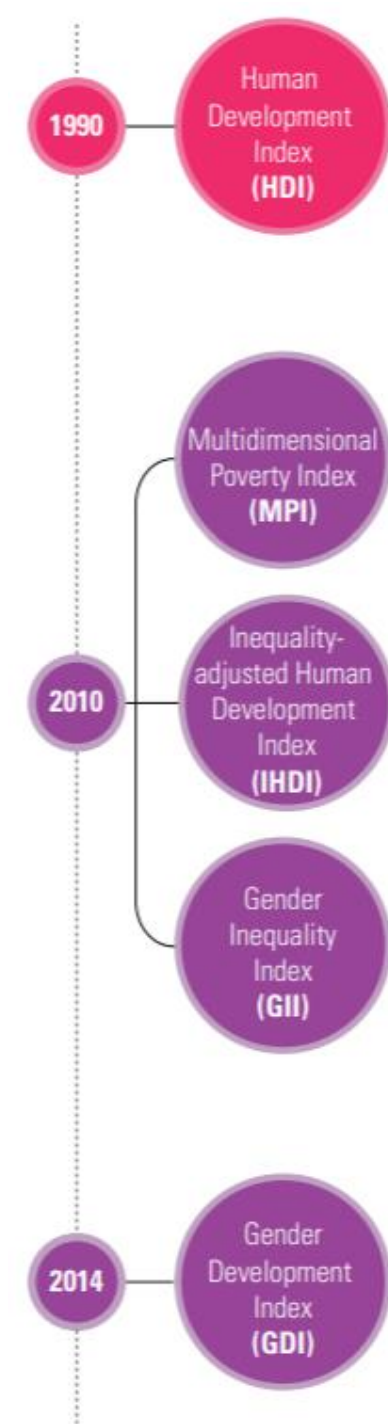 1990
Human
Development
Index
(HDI)
2010
Multidimensional
Poverty Index
(MPI)
Inequality-
adjusted Human
Development
Index
(IHDI)
Gender
Inequality
Index
(GII)
2014
Gender
Development
Index
(GDI)